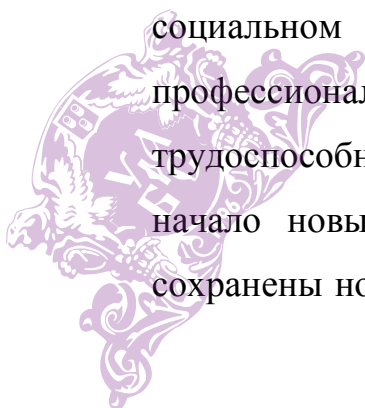 социальном
профессионал
трудоспособн
начало новы
сохранены но